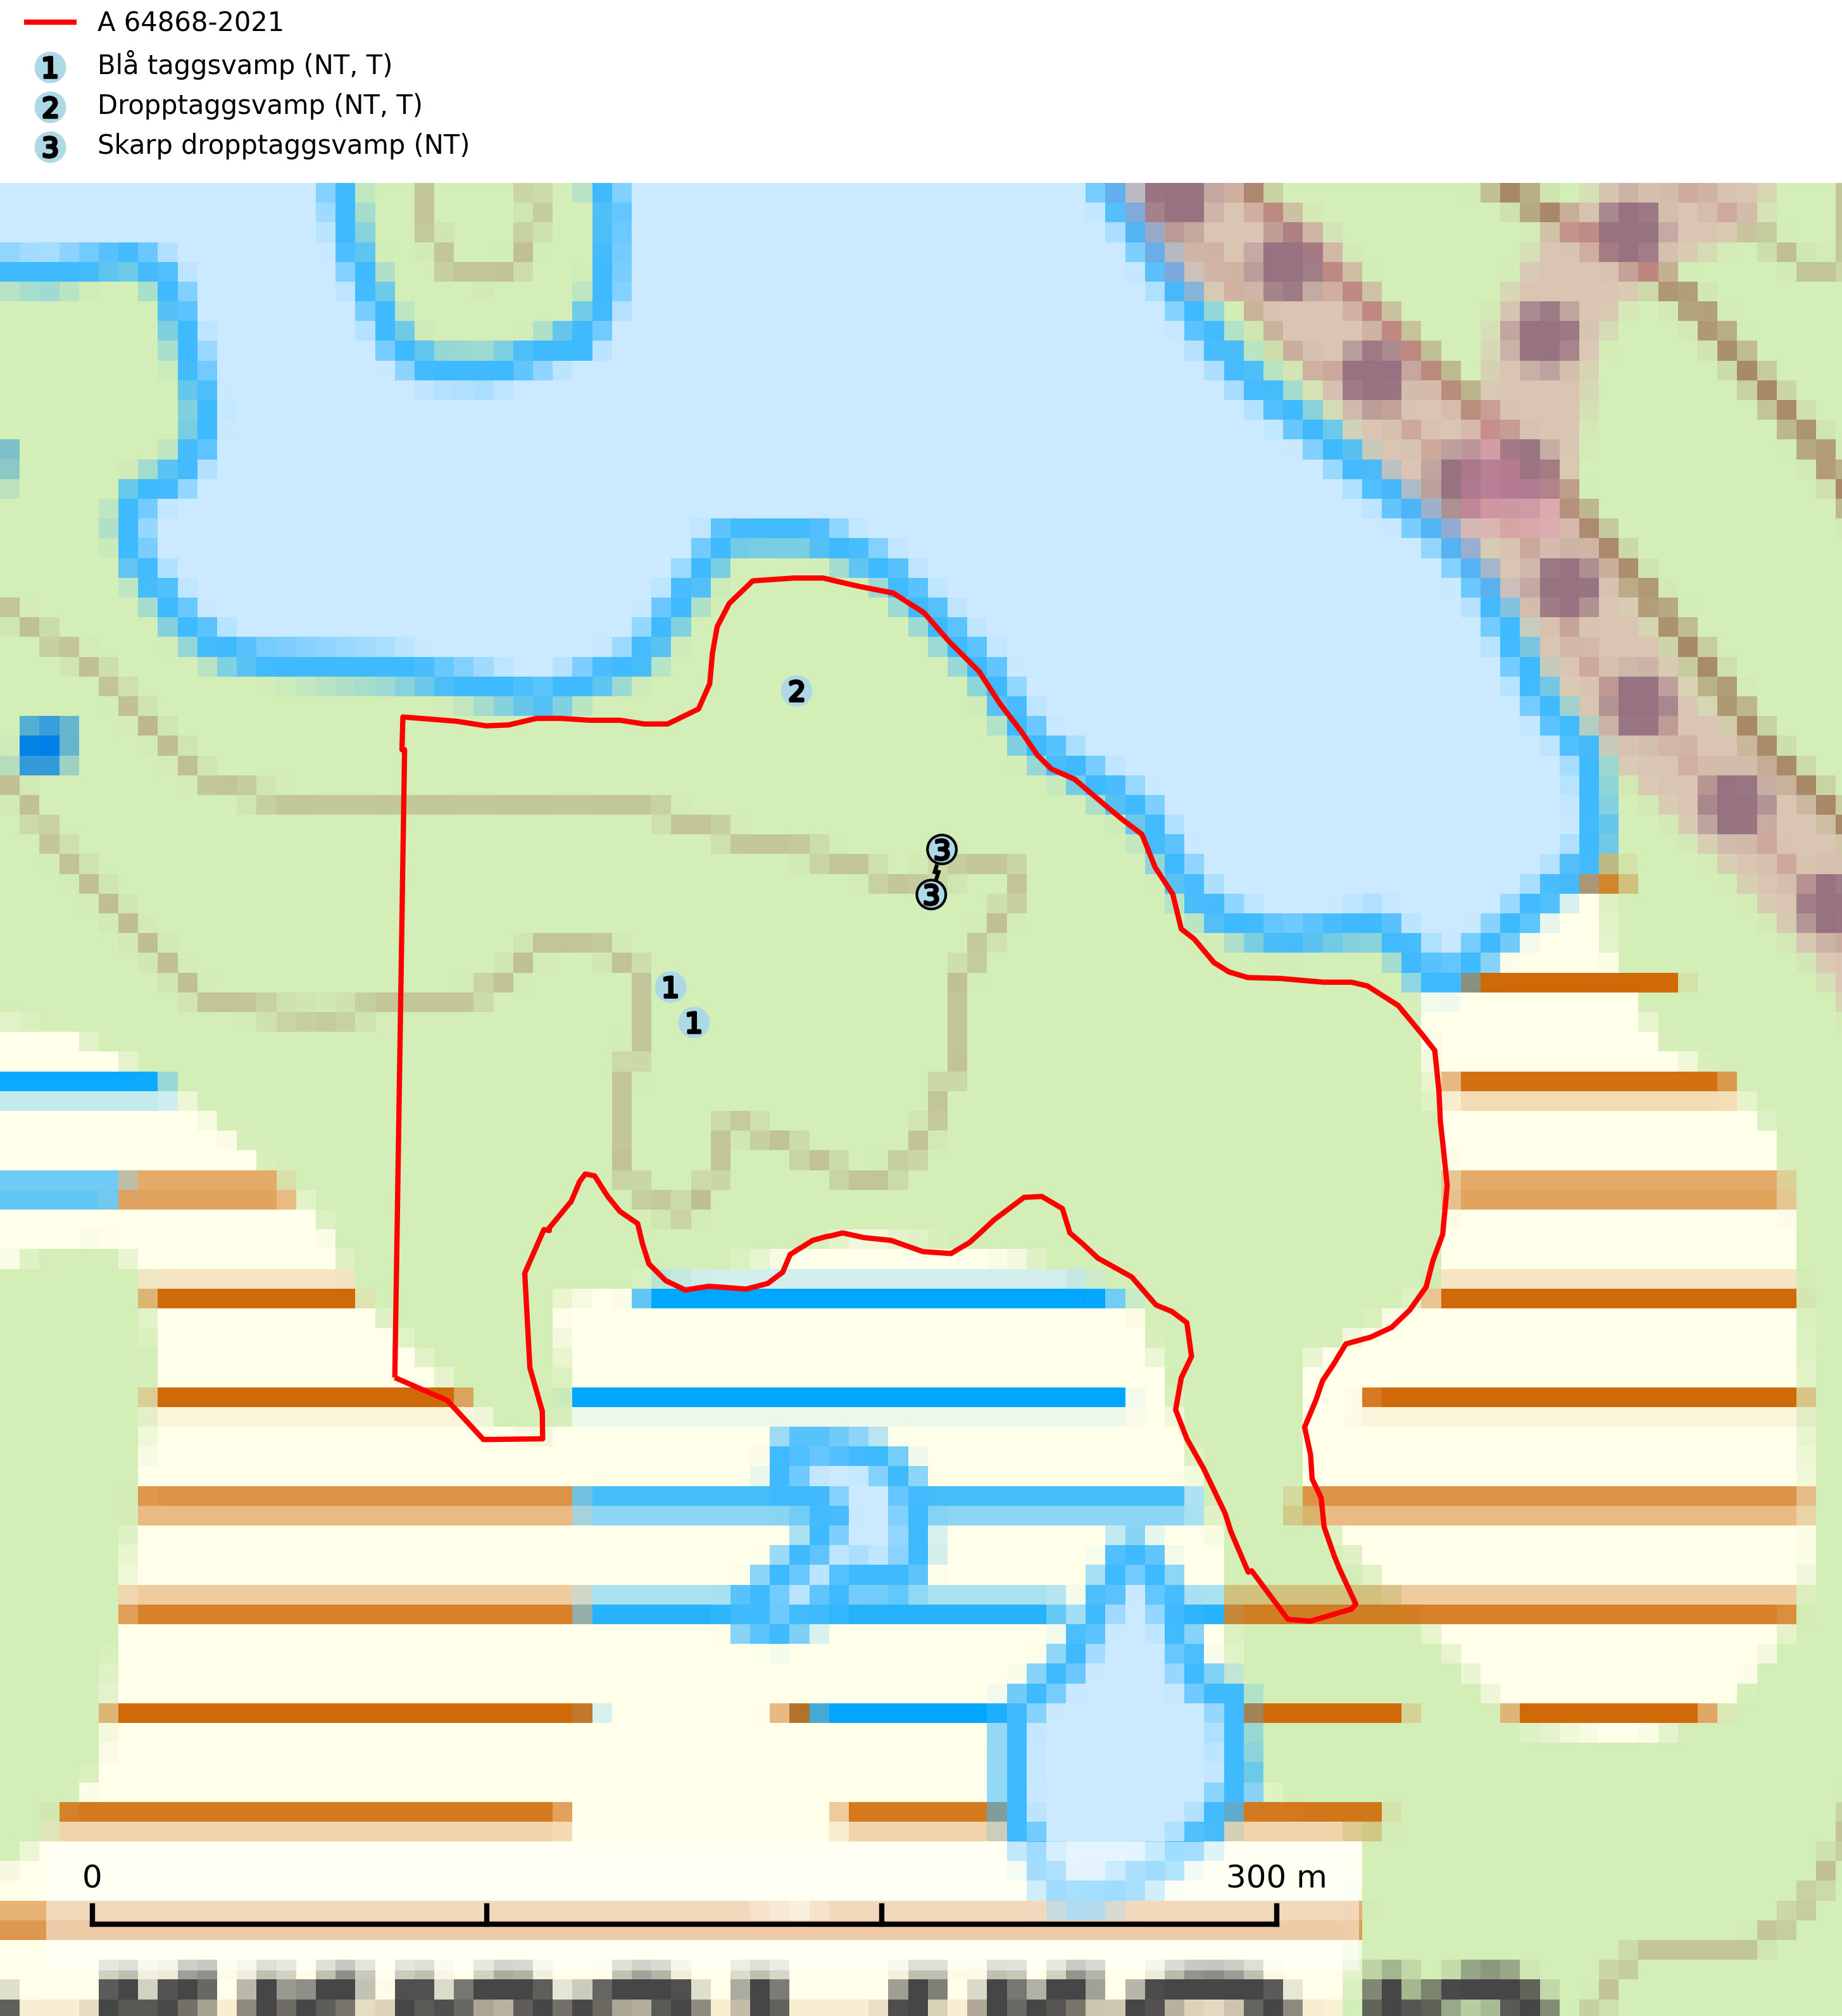 A 64868-2021
1 Blå taggsvamp (NT, T)
2 Dropptaggsvamp (NT, T)
3 Skarp dropptaggsvamp (NT)
2
3
3
1
1
0 300 m